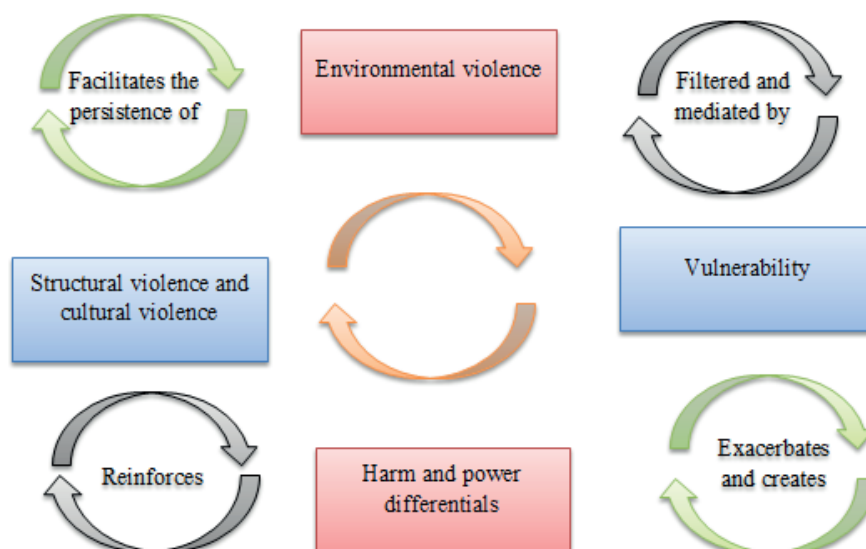 Facilitates the
persistence of
Environmental violence
Filtered and
mediated by
Structural violence and
cultural violence
Vulnerability
Reinforces
Harm and power
differentials
Exacerbates
and creates